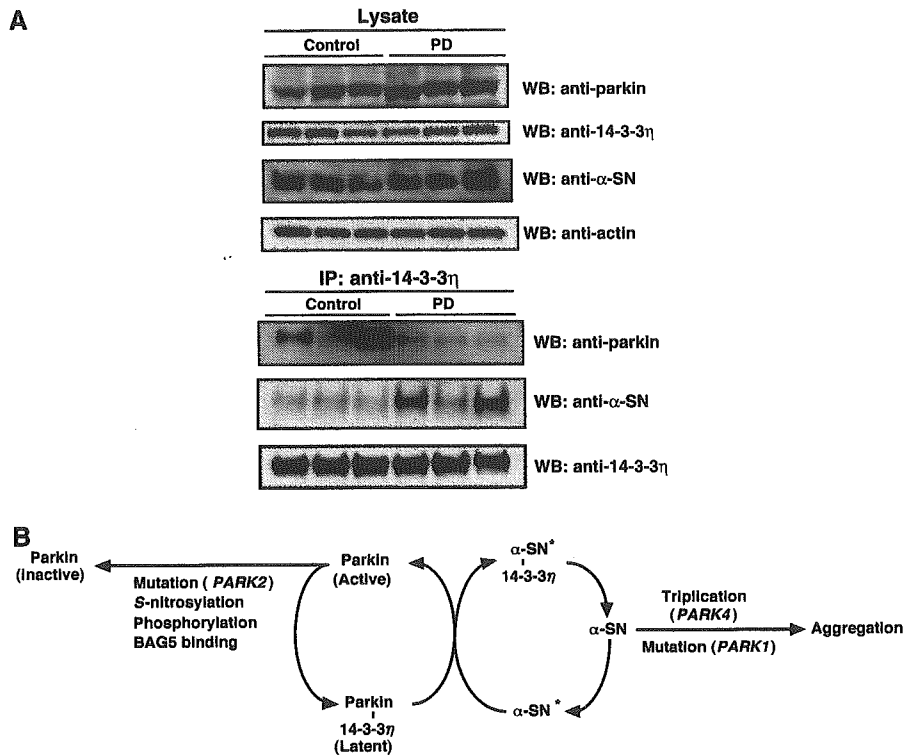 A
Lysate
Control PD
WB: anti-parkin
WB: anti-14-3-3η
WB: anti-α-SN
WB: anti-actin
IP: anti-14-3-3η
Control PD
WB: anti-parkin
WB: anti-α-SN
WB: anti-14-3-3η
B
Parkin
(Inactive)
Mutation (PARK2)
S-nitrosylation
Phosphorylation
BAG5 binding
Parkin
(Active)
Parkin
14-3-3η
(Latent)
α-SN*
14-3-3η
α-SN
α-SN*
Triplication
(PARK4)
Mutation (PARK1)
Aggregation